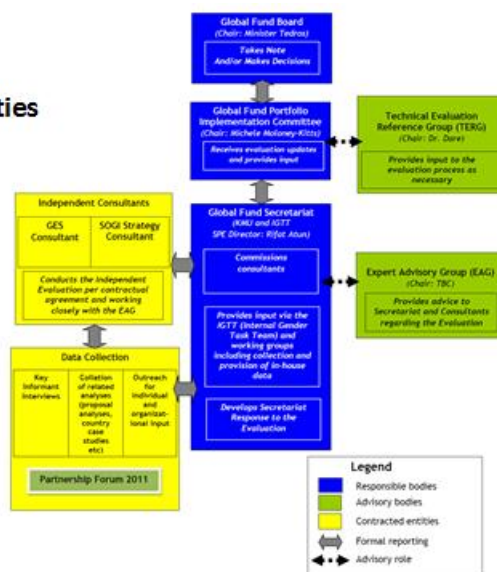 ties
Global Fund Board
(Chair: Minister Tedros)
Takes Note
And/or Makes Decisions
Global Fund Portfolio
Implementation Committee
(Chair: Michele Moloney-Kitts)
Receives evaluation updates
and provides input
Technical Evaluation
Reference Group (TERG)
(Chair: Dr. Dare)
Provides input to the
evaluation process as
necessary
Independent Consultants
GES
Consultant
SOGI Strategy
Consultant
Conducts the Independent
Evaluation per contractual
agreement and working
closely with the EAG
Global Fund Secretariat
(KMU and IGTT
SPE Director: Rifat Atun)
Commissions
consultants
Provides input via the
IGTT (Internal Gender
Task Team) and
working groups
including collection and
provision of in-house
data
Develops Secretariat
Response to the
Evaluation
Expert Advisory Group (EAG)
(Chair: TBC)
Provides advice to
Secretariat and Consultants
regarding the Evaluation
Data Collection
Key
Informant
Interviews
Collation of
related
analyses
(proposal
analyses,
country
case
studies
etc)
Outreach for
individual
and
organizat-
ional input
Partnership Forum 2011
Legend
Responsible bodies
Advisory bodies
Contracted entities
Formal reporting
Advisory role